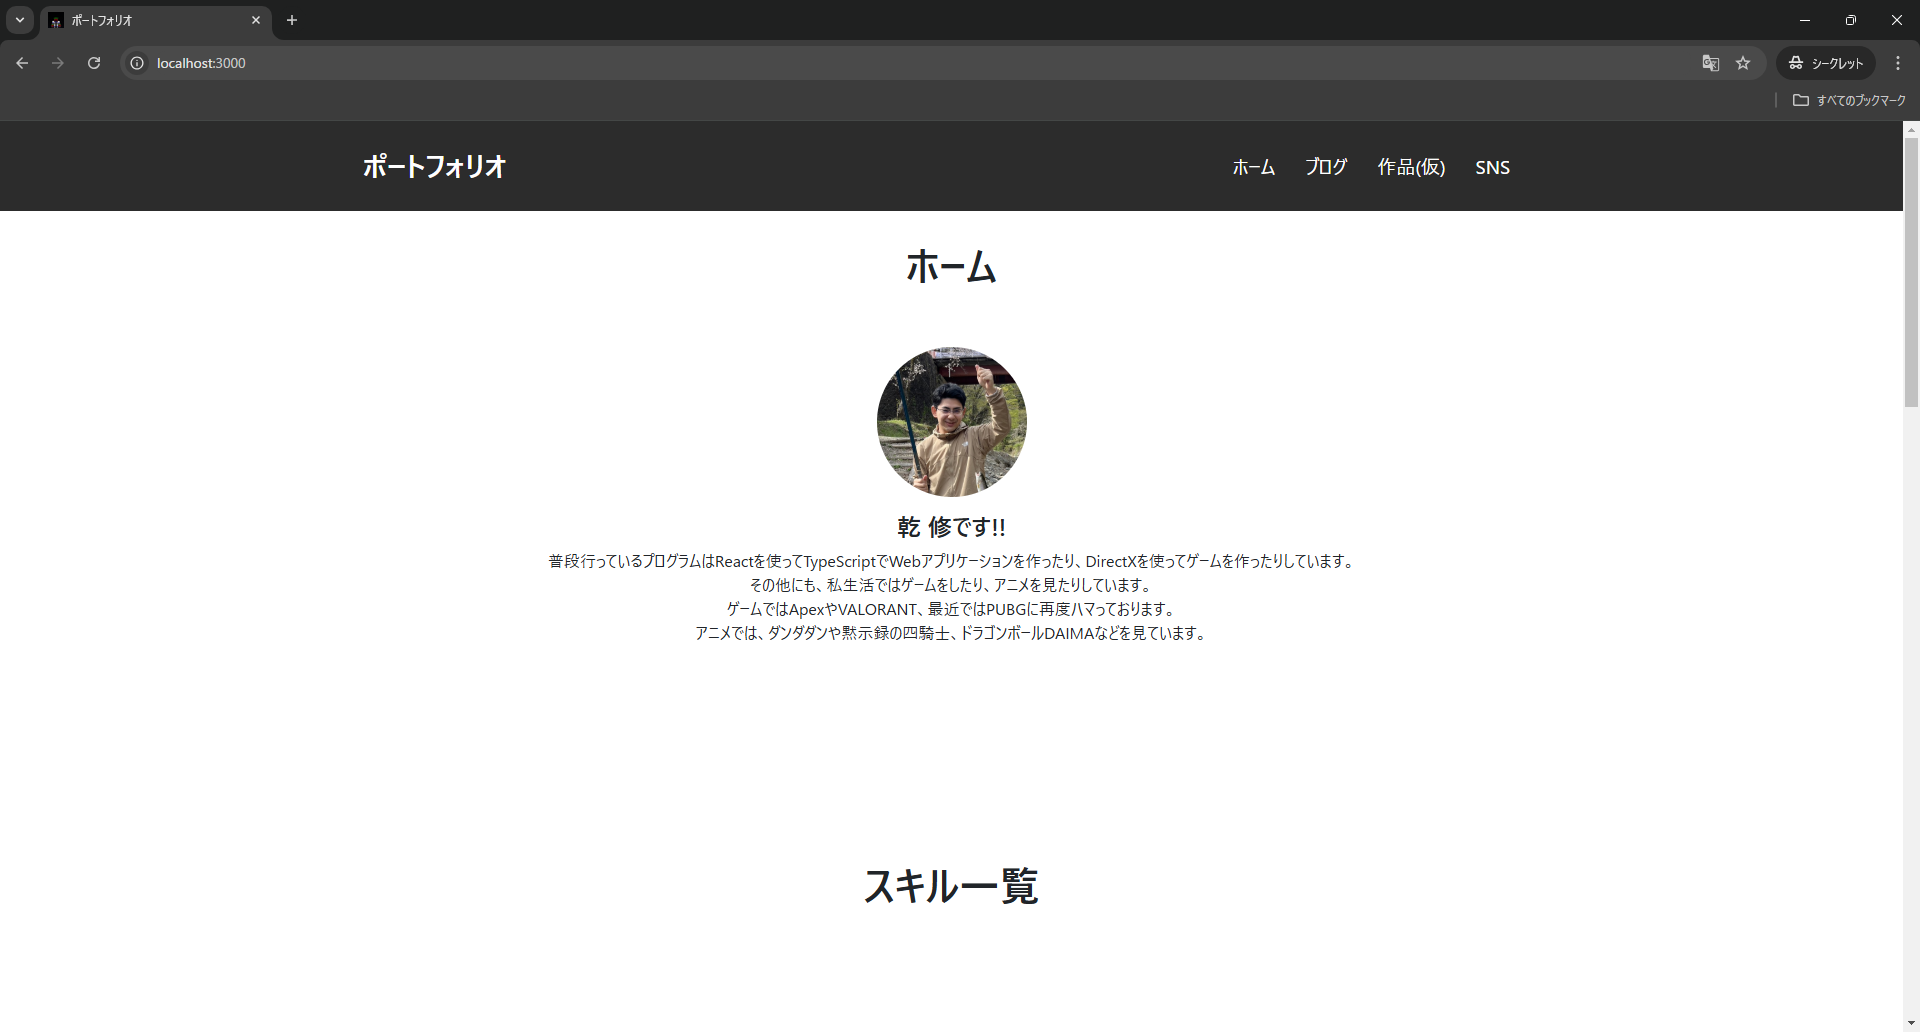 ポートフォリオ
localhost:3000
シークレット
すべてのブックマーク
ポートフォリオ
ホーム
ブログ
作品(仮)
SNS
ホーム
乾 修です!!
普段行っているプログラムはReactを使ってTypeScriptでWebアプリケーションを作ったり、DirectXを使ってゲームを作ったりしています。
その他にも、私生活ではゲームをしたり、アニメを見たりしています。
ゲームではApexやVALORANT、最近ではPUBGに再度ハマっております。
アニメでは、ダンダダンや黙示録の四騎士、ドラゴンボールDAIMAなどを見ています。
スキル一覧